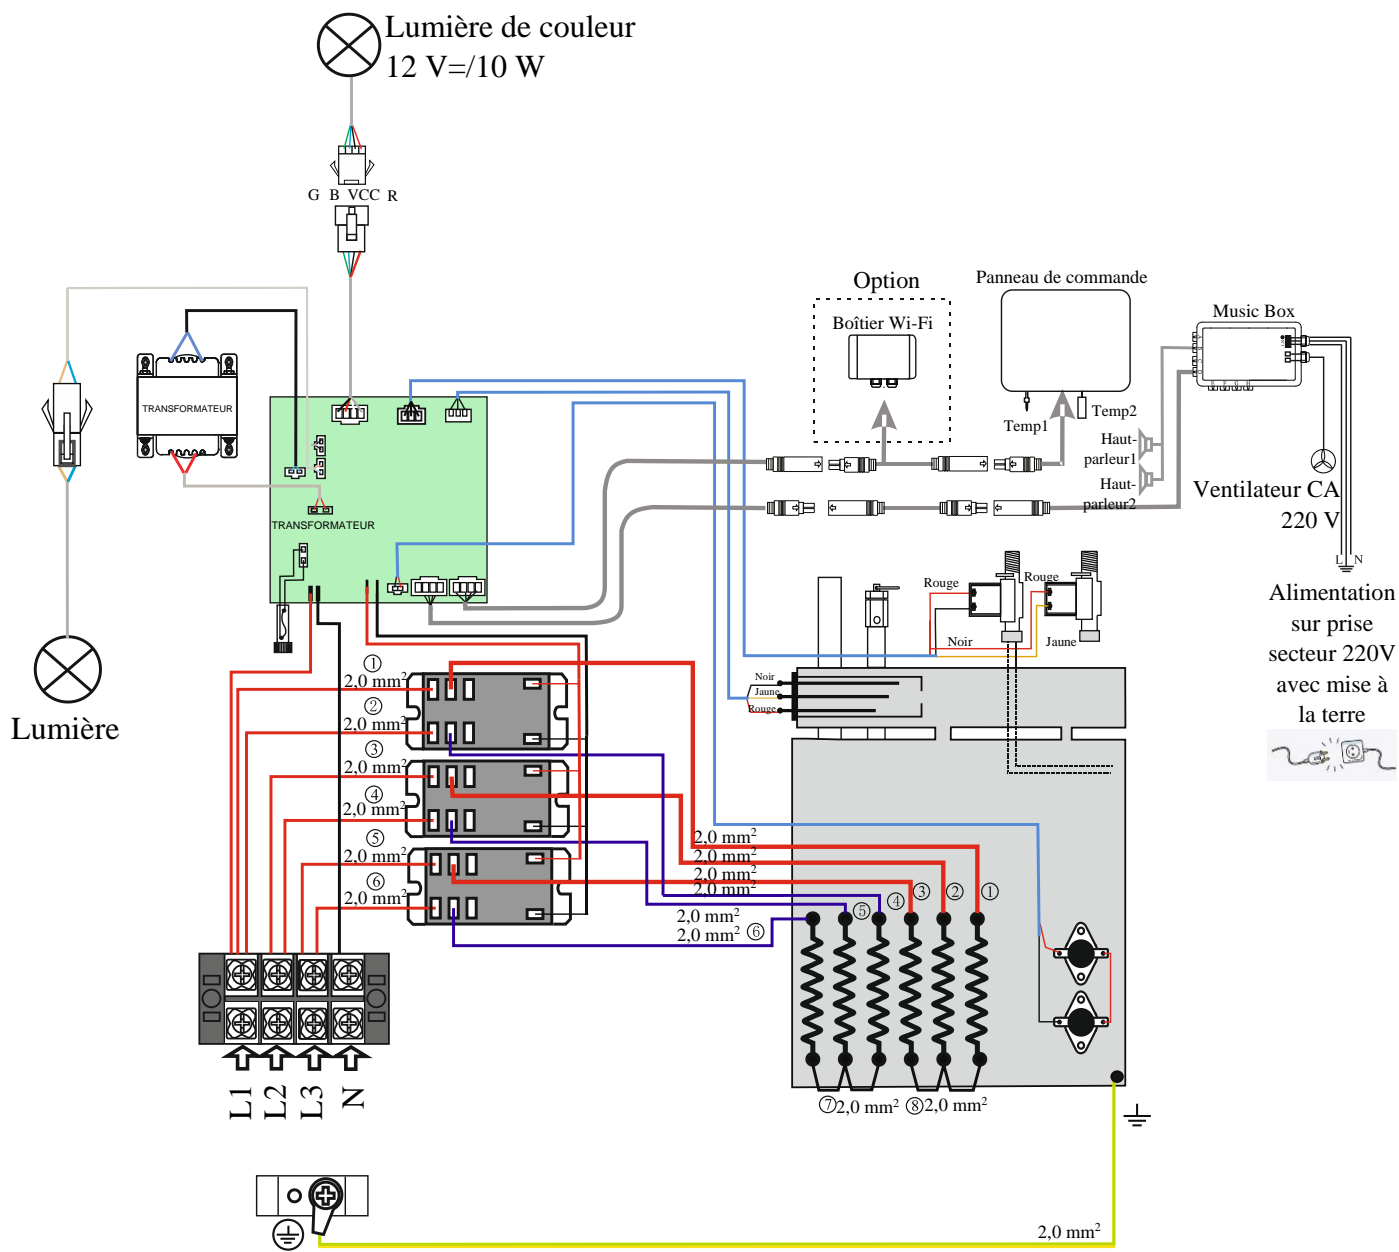 Lumière de couleur
12 V=/10 W
G B VCC R
Option
Boîtier Wi-Fi
Panneau de commande
Temp1
Temp2
Music Box
Haut-
parleur1
Haut-
parleur2
Ventilateur CA
220 V
L N
Alimentation
sur prise
secteur 220V
avec mise à
la terre
TRANSFORMATEUR
TRANSFORMATEUR
Lumière
Rouge
Noir
Rouge
Jaune
Noir
Jaune
Rouge
①
2,0 mm²
②
2,0 mm²
③
2,0 mm²
④
2,0 mm²
⑤
2,0 mm²
⑥
2,0 mm²
2,0 mm²
2,0 mm²
2,0 mm²
2,0 mm²
2,0 mm²
2,0 mm² ⑥
⑤ ④ ③ ② ①
⑦ 2,0 mm² ⑧ 2,0 mm²
L1 L2 L3 N
2,0 mm²